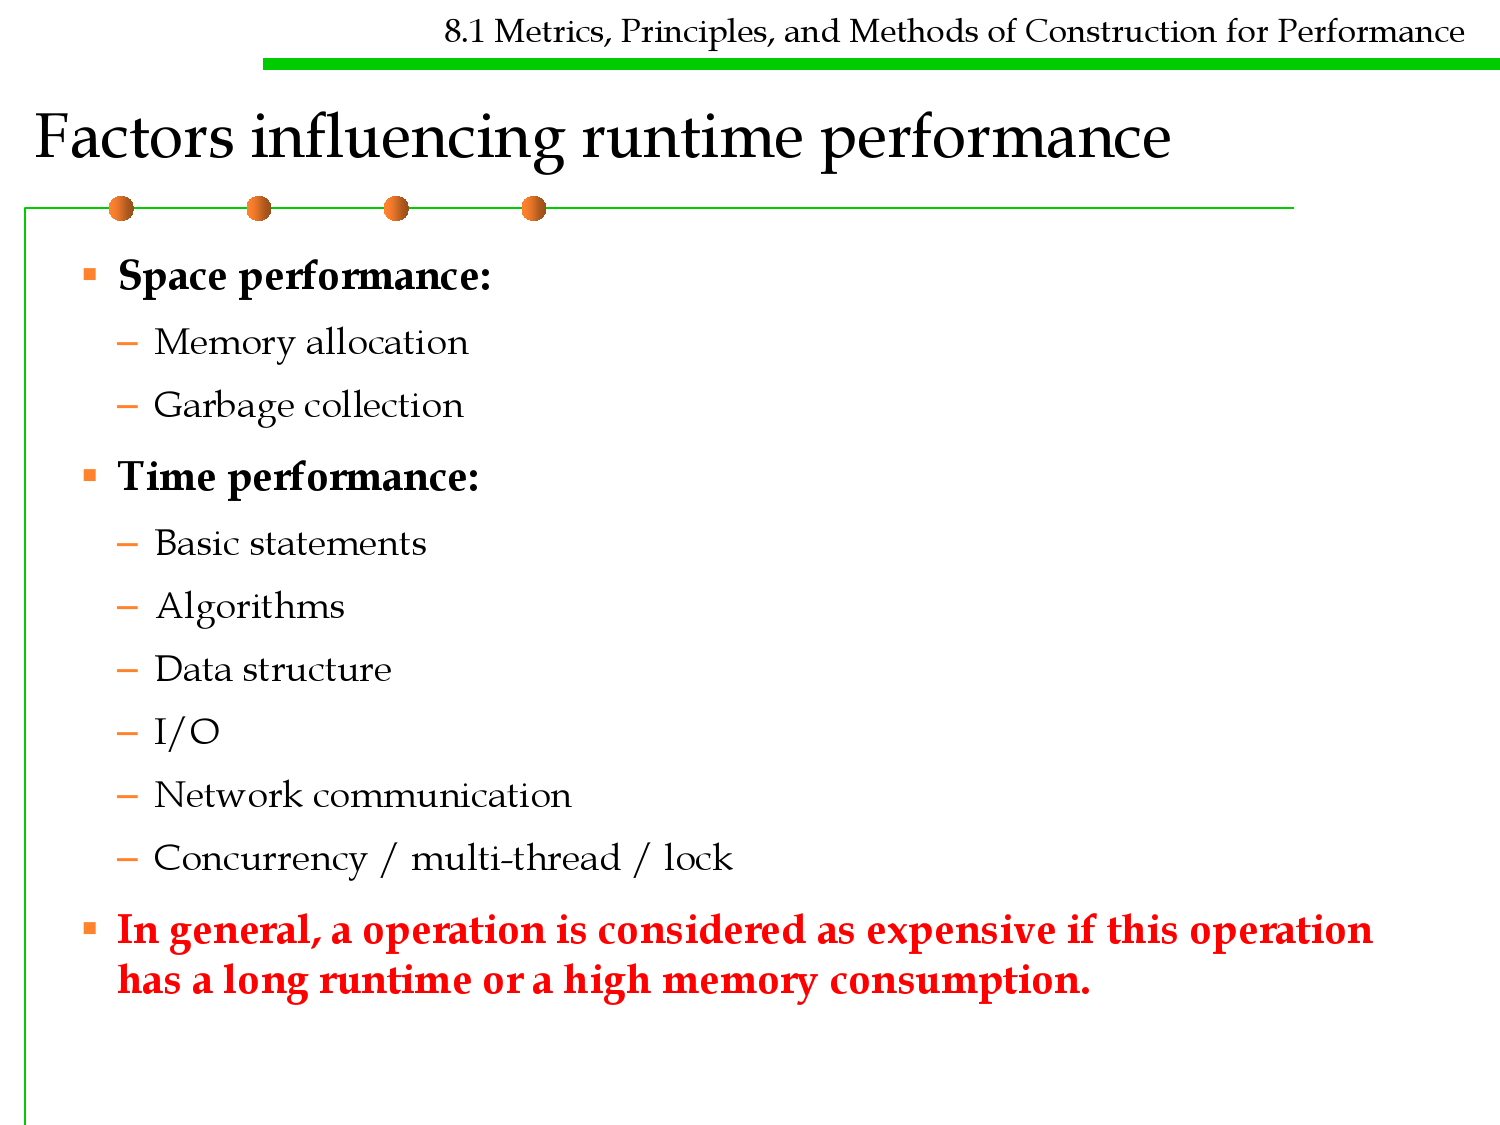 8.1 Metrics, Principles, and Methods of Construction for Performance
Factors influencing runtime performance
▪ Space performance:
– Memory allocation
– Garbage collection
▪ Time performance:
– Basic statements
– Algorithms
– Data structure
– I/O
– Network communication
– Concurrency / multi-thread / lock
▪ In general, a operation is considered as expensive if this operation
has a long runtime or a high memory consumption.